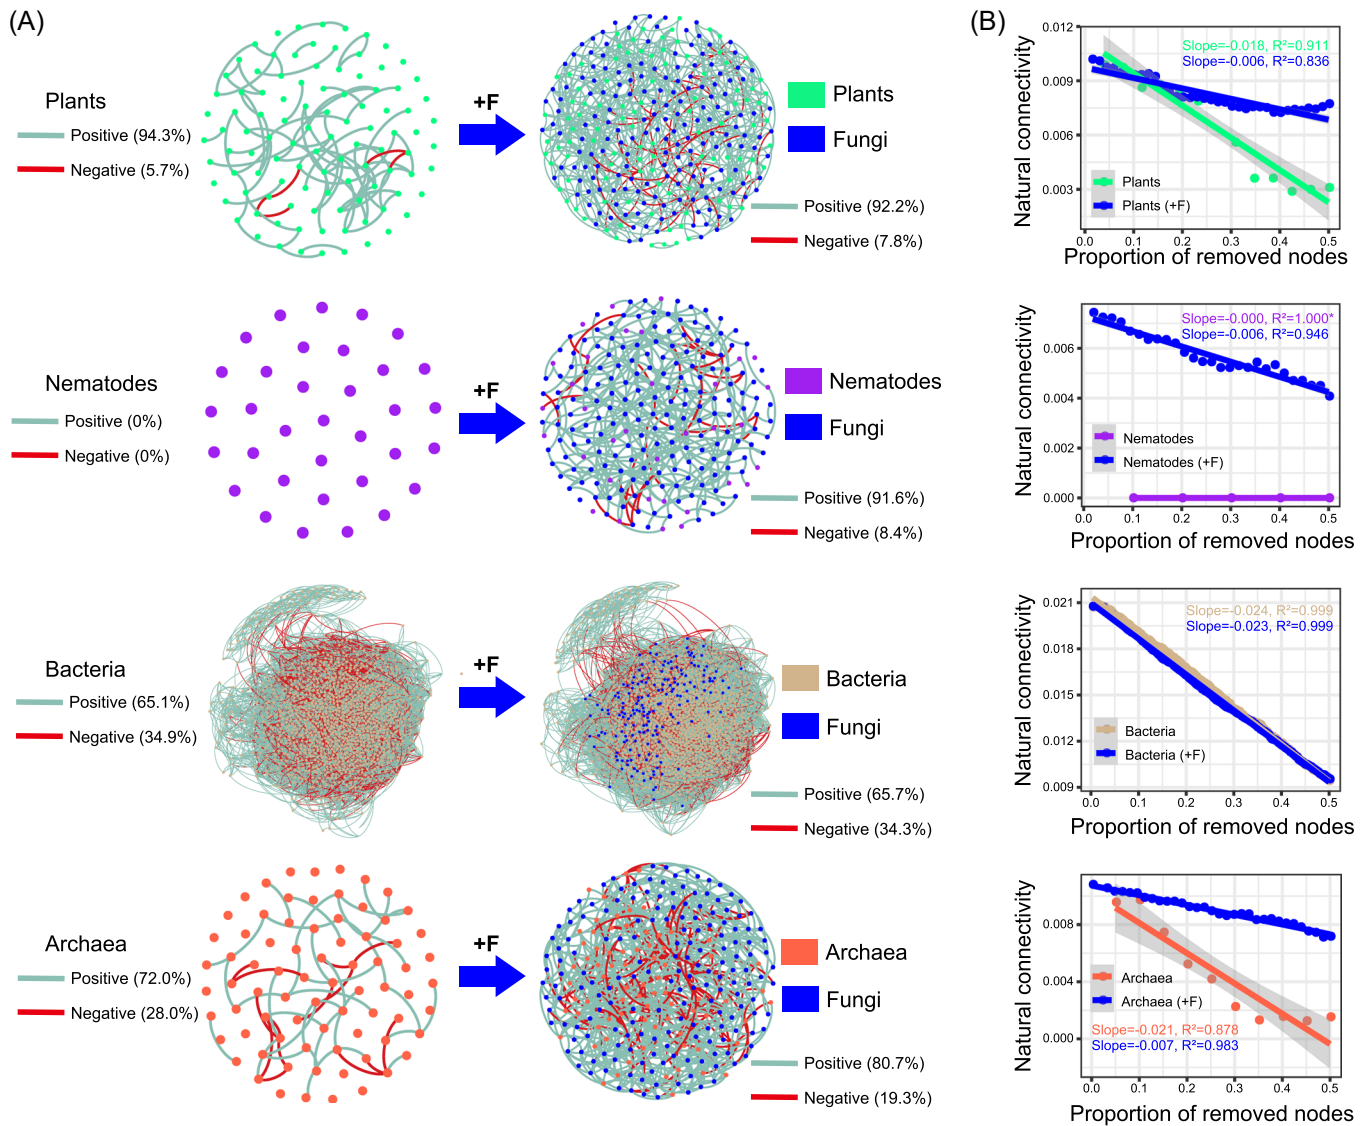 (A)
Plants
Positive (94.3%)
Negative (5.7%)
+F
Plants
Fungi
Positive (92.2%)
Negative (7.8%)
Nematodes
Positive (0%)
Negative (0%)
+F
Nematodes
Fungi
Positive (91.6%)
Negative (8.4%)
Bacteria
Positive (65.1%)
Negative (34.9%)
+F
Bacteria
Fungi
Positive (65.7%)
Negative (34.3%)
Archaea
Positive (72.0%)
Negative (28.0%)
+F
Archaea
Fungi
Positive (80.7%)
Negative (19.3%)
(B)
Natural connectivity
0.012
0.009
0.006
0.003
Slope=-0.018, R²=0.911
Slope=-0.006, R²=0.836
Plants
Plants (+F)
0.0 0.1 0.2 0.3 0.4 0.5
Proportion of removed nodes
Natural connectivity
0.006
0.004
0.002
0.000
Slope=-0.000, R²=1.000*
Slope=-0.006, R²=0.946
Nematodes
Nematodes (+F)
0.0 0.1 0.2 0.3 0.4 0.5
Proportion of removed nodes
Natural connectivity
0.021
0.018
0.015
0.012
0.009
Slope=-0.024, R²=0.999
Slope=-0.023, R²=0.999
Bacteria
Bacteria (+F)
0.0 0.1 0.2 0.3 0.4 0.5
Proportion of removed nodes
Natural connectivity
0.008
0.004
0.000
Archaea
Archaea (+F)
Slope=-0.021, R²=0.878
Slope=-0.007, R²=0.983
0.0 0.1 0.2 0.3 0.4 0.5
Proportion of removed nodes